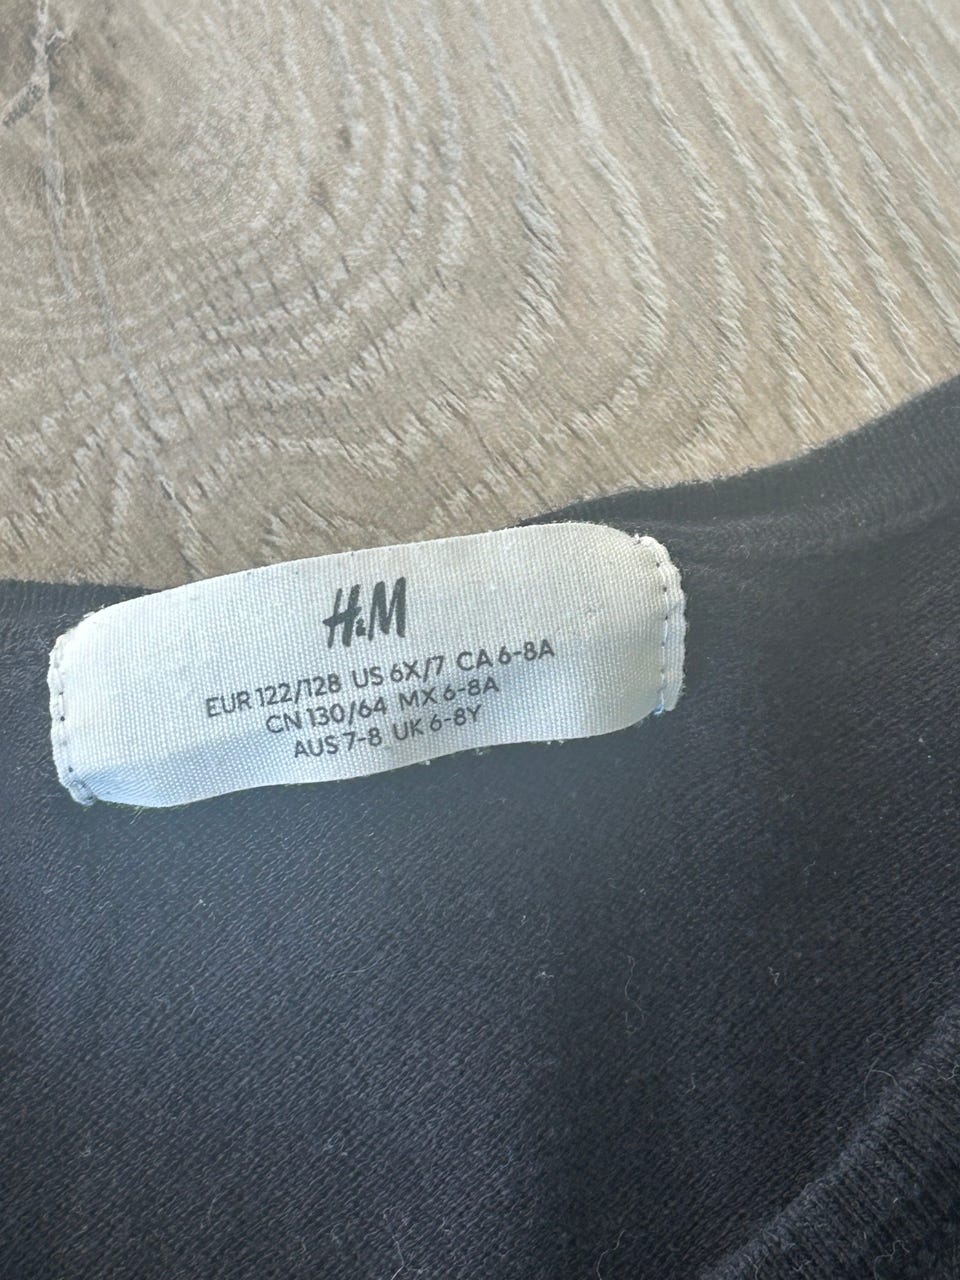 H&M
EUR 122/128 US 6X/7 CA 6-8A
CN 130/64 MX 6-8A
AUS 7-8 UK 6-8Y